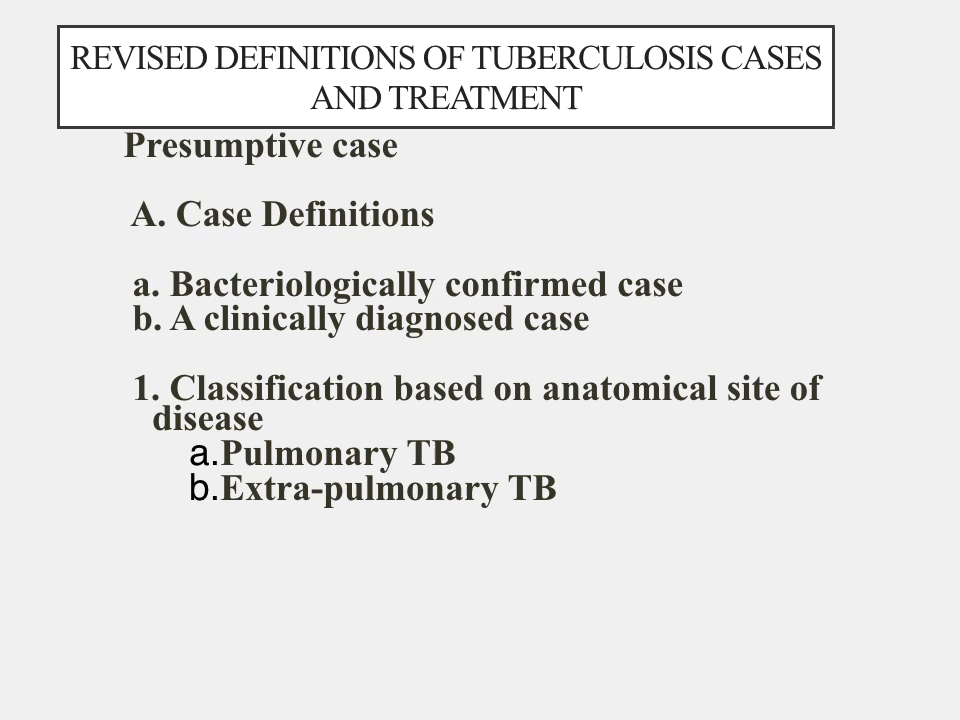 REVISED DEFINITIONS OF TUBERCULOSIS CASES
AND TREATMENT
Presumptive case
A. Case Definitions
a. Bacteriologically confirmed case
b. A clinically diagnosed case
1. Classification based on anatomical site of
disease
a.Pulmonary TB
b.Extra-pulmonary TB